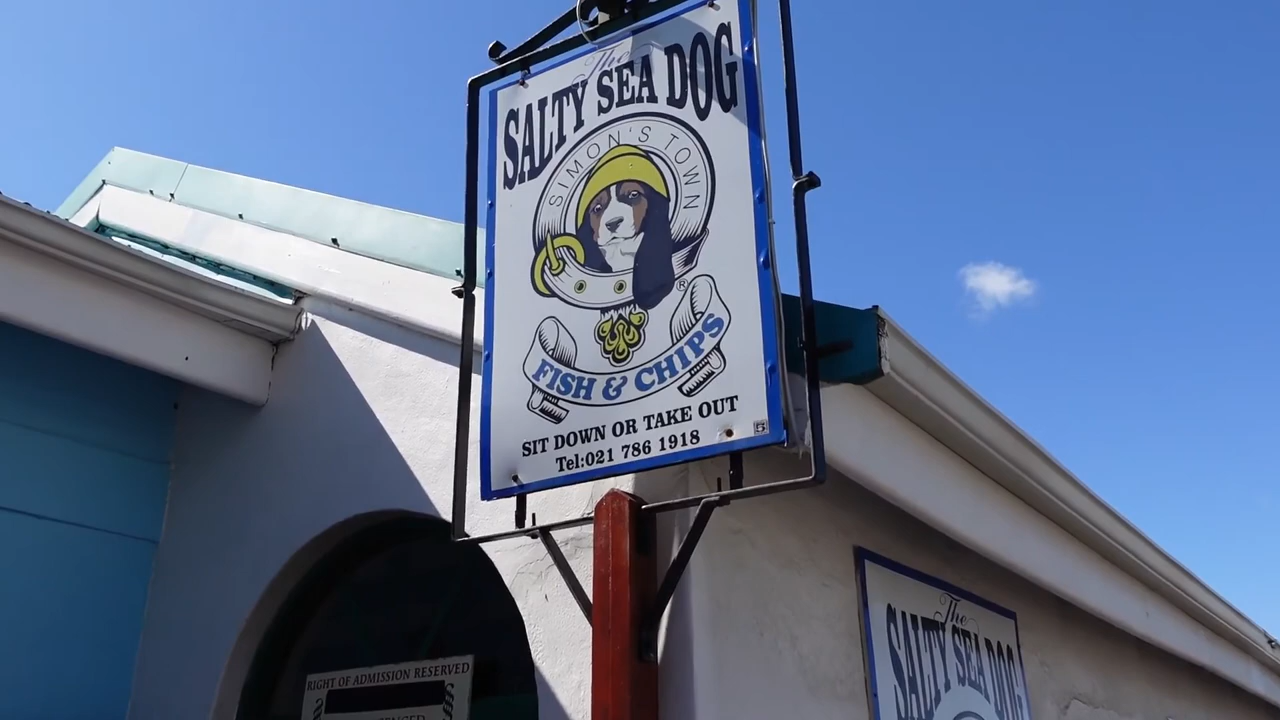 The
SALTY SEA DOG
SIMON'S TOWN
®
FISH & CHIPS
SIT DOWN OR TAKE OUT
Tel:021 786 1918
RIGHT OF ADMISSION RESERVED
The
SALTY SEA DOG